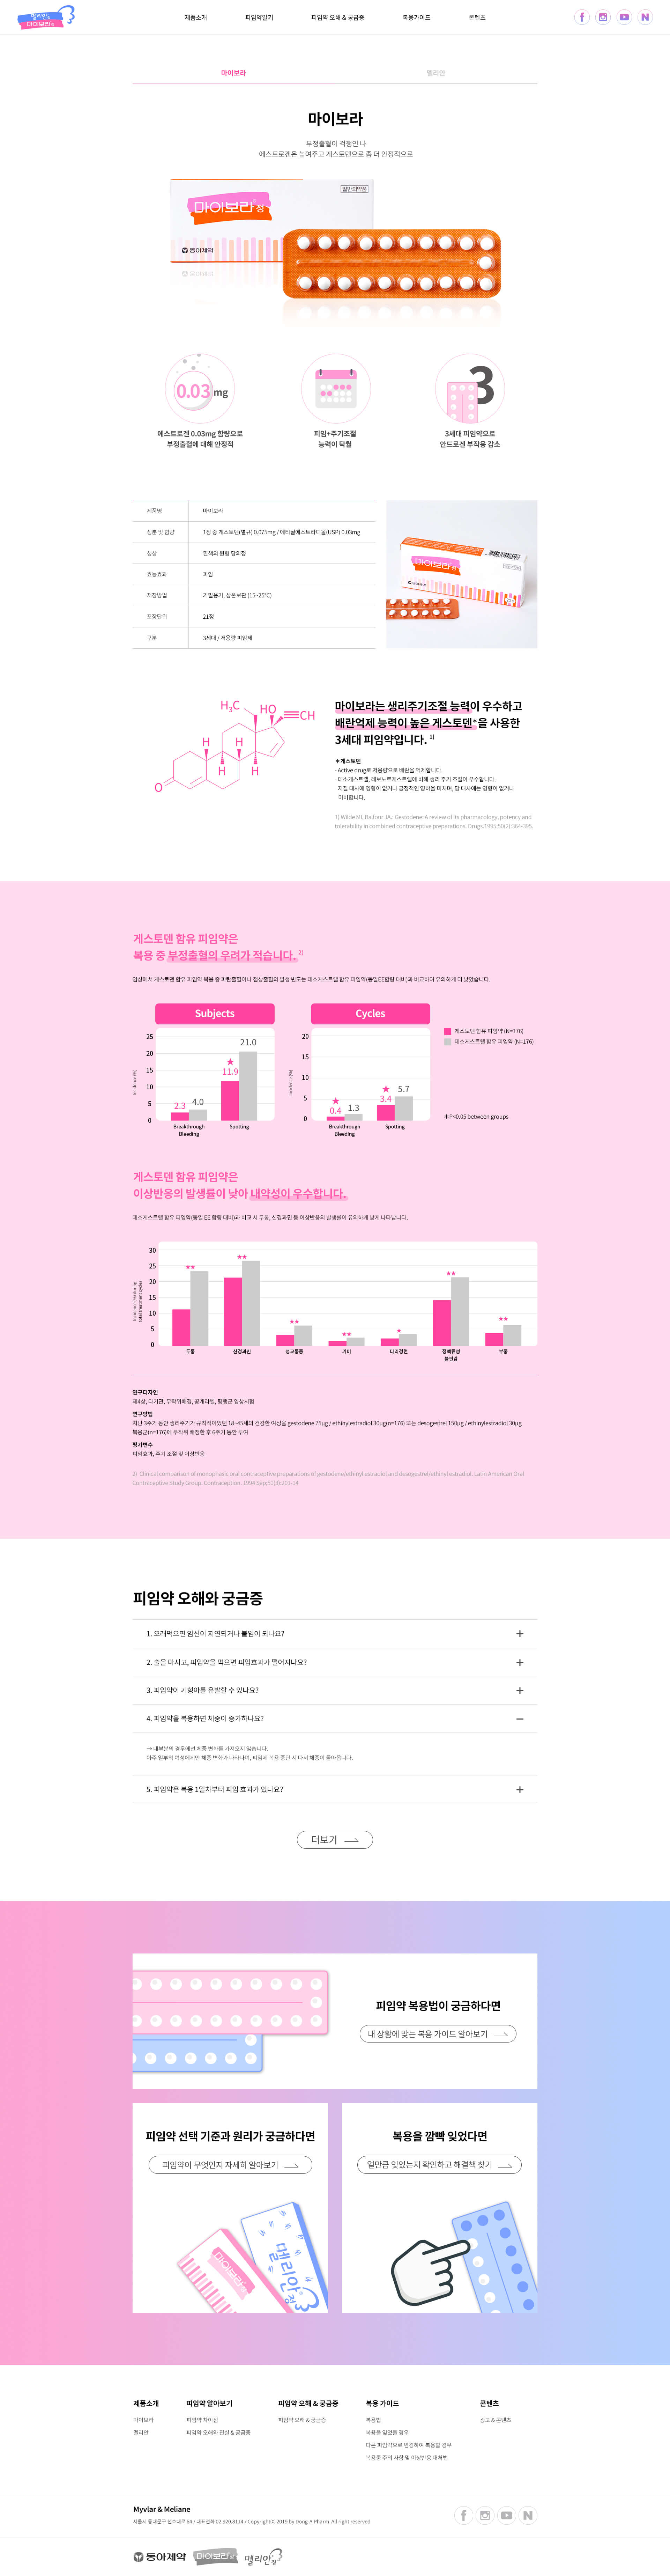 멜리안정
마이보라정
제품소개
피임약알기
피임약 오해 & 궁금증
복용가이드
콘텐츠
마이보라
멜리안
마이보라
부정출혈이 걱정인 나
에스트로겐은 높여주고 게스토덴으로 좀 더 안정적으로
일반의약품
마이보라정
동아제약
0.03 mg
3
에스트로겐 0.03mg 함량으로
부정출혈에 대해 안정적
피임+주기조절
능력이 탁월
3세대 피임약으로
안드로겐 부작용 감소
제품명 마이보라
성분 및 함량 1정 중 게스토덴(별규) 0.075mg / 에티닐에스트라디올(USP) 0.03mg
성상 흰색의 원형 당의정
효능효과 피임
저장방법 기밀용기, 상온보관 (15~25℃)
포장단위 21정
구분 3세대 / 저용량 피임제
마이보라정
H3C
HO
CH
H
H
H
H
O
마이보라는 생리주기조절 능력이 우수하고
배란억제 능력이 높은 게스토덴*을 사용한
3세대 피임약입니다. 1)
*게스토덴
- Active drug로 저용량으로 배란을 억제합니다.
- 데소게스트렐, 레보노르게스트렐에 비해 생리 주기 조절이 우수합니다.
- 지질 대사에 영향이 없거나 긍정적인 영향을 미치며, 당 대사에는 영향이 없거나
미비합니다.
1) Wilde MI, Balfour JA.; Gestodene: A review of its pharmacology, potency and
tolerability in combined contraceptive preparations. Drugs.1995;50(2):364-395.
게스토덴 함유 피임약은
복용 중 부정출혈의 우려가 적습니다. 2)
임상에서 게스토덴 함유 피임약 복용 중 파탄출혈이나 점상출혈의 발생 빈도는 데소게스트렐 함유 피임약(동일EE함량 대비)과 비교하여 유의하게 더 낮았습니다.
Subjects
Incidence (%)
25
20
15
10
5
0
2.3
4.0
★
11.9
21.0
Breakthrough
Bleeding
Spotting
Cycles
Incidence (%)
20
15
10
5
0
★
0.4
1.3
★
3.4
5.7
Breakthrough
Bleeding
Spotting
게스토덴 함유 피임약 (N=176)
데소게스트렐 함유 피임약 (N=176)
*P<0.05 between groups
게스토덴 함유 피임약은
이상반응의 발생률이 낮아 내약성이 우수합니다.
데소게스트렐 함유 피임약(동일 EE 함량 대비)과 비교 시 두통, 신경과민 등 이상반응의 발생율이 유의하게 낮게 나타납니다.
Incidence (%) during
total treatment cycles
30
25
20
15
10
5
0
★★
★★
★★
★★
★
★★
★★
두통
신경과민
성교통증
기미
다리경련
정맥류성
불편감
부종
연구디자인
제4상, 다기관, 무작위배정, 공개라벨, 평행군 임상시험
연구방법
지난 3주기 동안 생리주기가 규칙적이었던 18~45세의 건강한 여성을 gestodene 75μg / ethinylestradiol 30μg(n=176) 또는 desogestrel 150μg / ethinylestradiol 30μg
복용군(n=176)에 무작위 배정한 후 6주기 동안 투여
평가변수
피임효과, 주기 조절 및 이상반응
2) Clinical comparison of monophasic oral contraceptive preparations of gestodene/ethinyl estradiol and desogestrel/ethinyl estradiol. Latin American Oral
Contraceptive Study Group. Contraception. 1994 Sep;50(3):201-14
피임약 오해와 궁금증
1. 오래먹으면 임신이 지연되거나 불임이 되나요?
2. 술을 마시고, 피임약을 먹으면 피임효과가 떨어지나요?
3. 피임약이 기형아를 유발할 수 있나요?
4. 피임약을 복용하면 체중이 증가하나요?
→ 대부분의 경우에선 체중 변화를 가져오지 않습니다.
아주 일부의 여성에게만 체중 변화가 나타나며, 피임제 복용 중단 시 다시 체중이 돌아옵니다.
5. 피임약은 복용 1일차부터 피임 효과가 있나요?
더보기
피임약 복용법이 궁금하다면
내 상황에 맞는 복용 가이드 알아보기
피임약 선택 기준과 원리가 궁금하다면
피임약이 무엇인지 자세히 알아보기
마이보라정
멜리안정
복용을 깜빡 잊었다면
얼만큼 잊었는지 확인하고 해결책 찾기
제품소개
마이보라
멜리안
피임약 알아보기
피임약 차이점
피임약 오해와 진실 & 궁금증
피임약 오해 & 궁금증
피임약 오해 & 궁금증
복용 가이드
복용법
복용을 잊었을 경우
다른 피임약으로 변경하여 복용할 경우
복용중 주의 사항 및 이상반응 대처법
콘텐츠
광고 & 콘텐츠
Myvlar & Meliane
서울시 동대문구 천호대로 64 / 대표전화 02.920.8114 / Copyright© 2019 by Dong-A Pharm All right reserved
동아제약
마이보라정
멜리안정